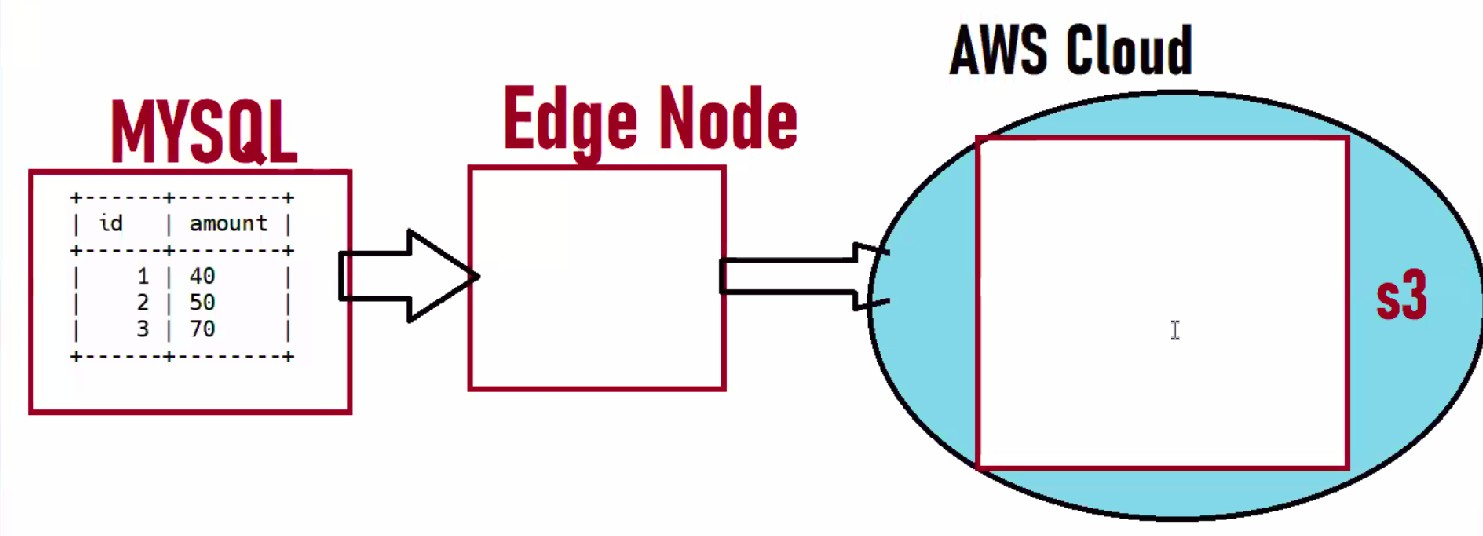 AWS Cloud
MYSQL
Edge Node
+------+--------+
| id   | amount |
+------+--------+
|    1 | 40     |
|    2 | 50     |
|    3 | 70     |
+------+--------+
s3